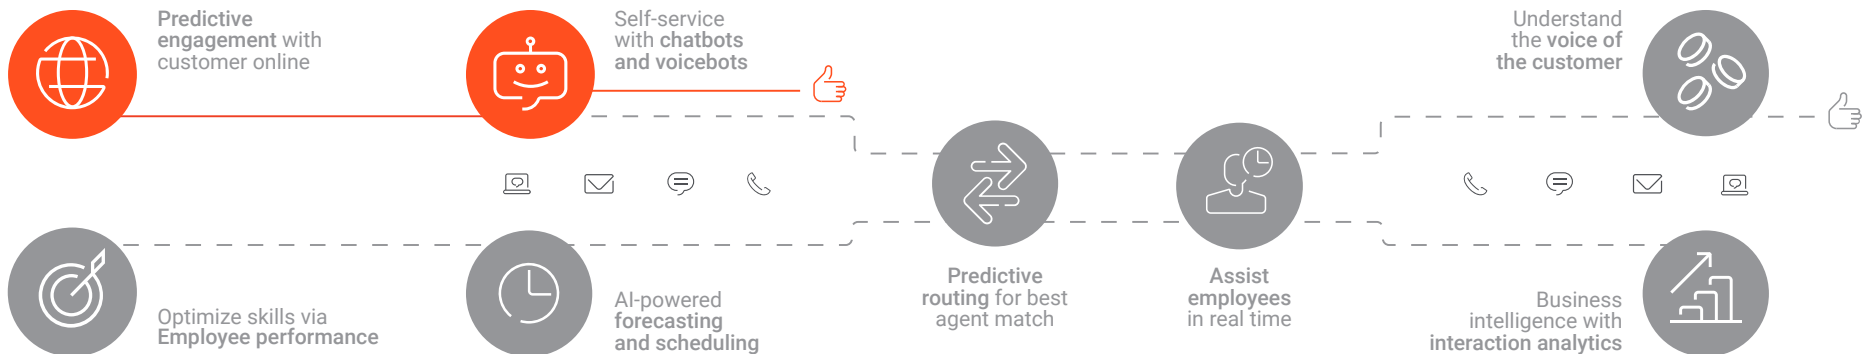 Predictive
engagement with
customer online
Self-service
with chatbots
and voicebots
Understand
the voice of
the customer
Optimize skills via
Employee performance
AI-powered
forecasting
and scheduling
Predictive
routing for best
agent match
Assist
employees
in real time
Business
intelligence with
interaction analytics